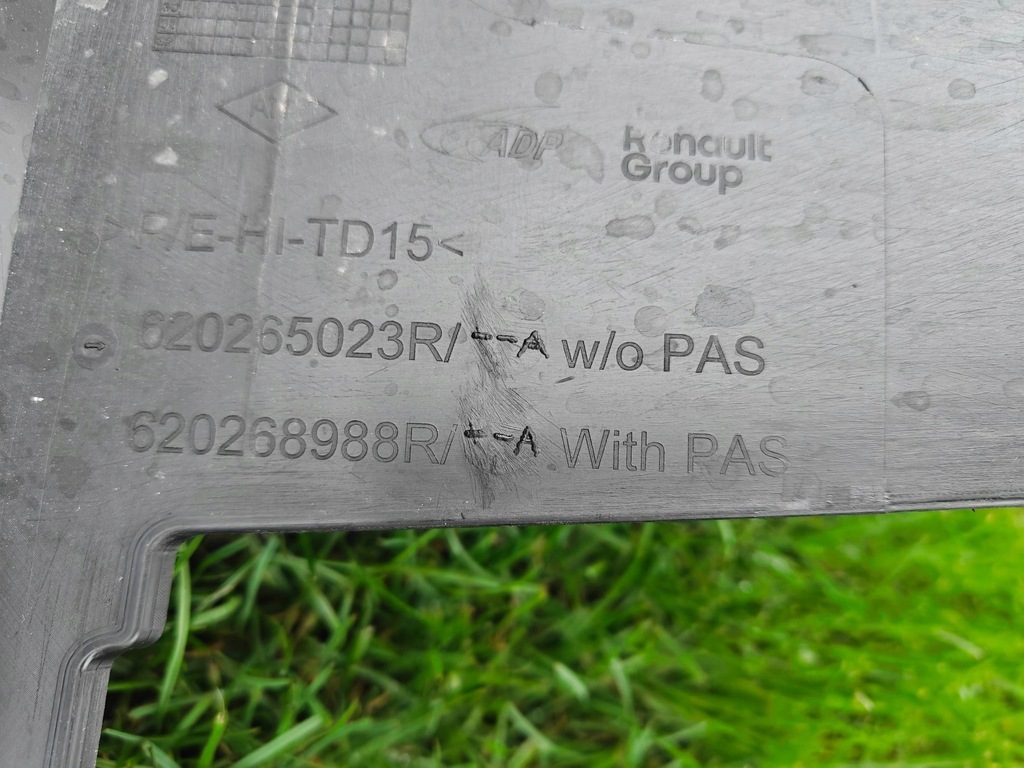 ADP
Renault
Group
>P/E-HI-TD15<
620265023R/--A w/o PAS
620268988R/--A With PAS